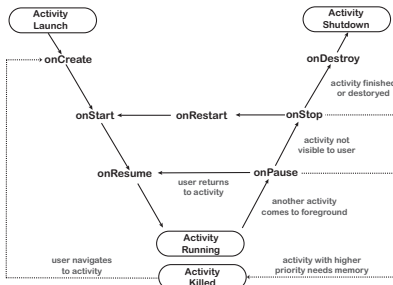 Activity
Launch
Activity
Shutdown
onCreate
onDestroy
activity finished
or destoryed
onStart
onRestart
onStop
activity not
visible to user
onResume
onPause
user returns
to activity
another activity
comes to foreground
Activity
Running
user navigates
to activity
Activity
Killed
activity with higher
priority needs memory